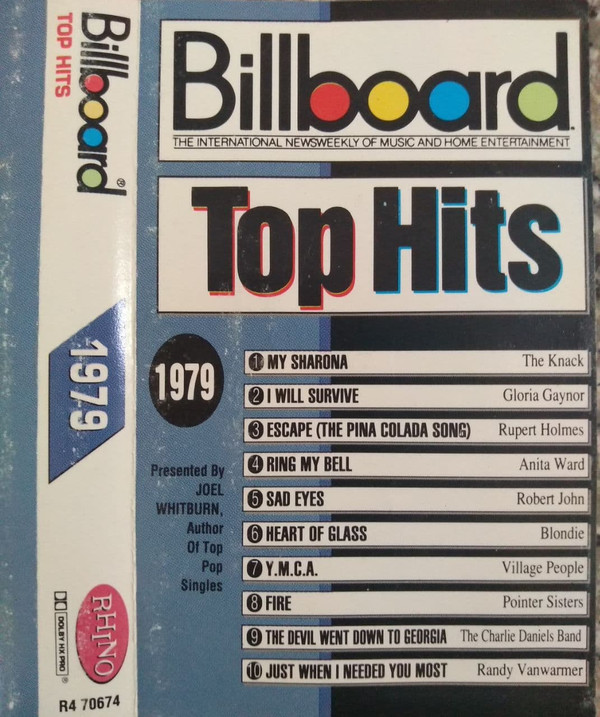 Billboard®
TOP HITS
1979
RHINO
DOLBY HX PRO
®
R4 70674
Billboard.
THE INTERNATIONAL NEWSWEEKLY OF MUSIC AND HOME ENTERTAINMENT
Top Hits
1979
Presented By
JOEL
WHITBURN,
Author
Of Top
Pop
Singles
1 MY SHARONA The Knack
2 I WILL SURVIVE Gloria Gaynor
3 ESCAPE (THE PINA COLADA SONG) Rupert Holmes
4 RING MY BELL Anita Ward
5 SAD EYES Robert John
6 HEART OF GLASS Blondie
7 Y.M.C.A. Village People
8 FIRE Pointer Sisters
9 THE DEVIL WENT DOWN TO GEORGIA The Charlie Daniels Band
10 JUST WHEN I NEEDED YOU MOST Randy Vanwarmer